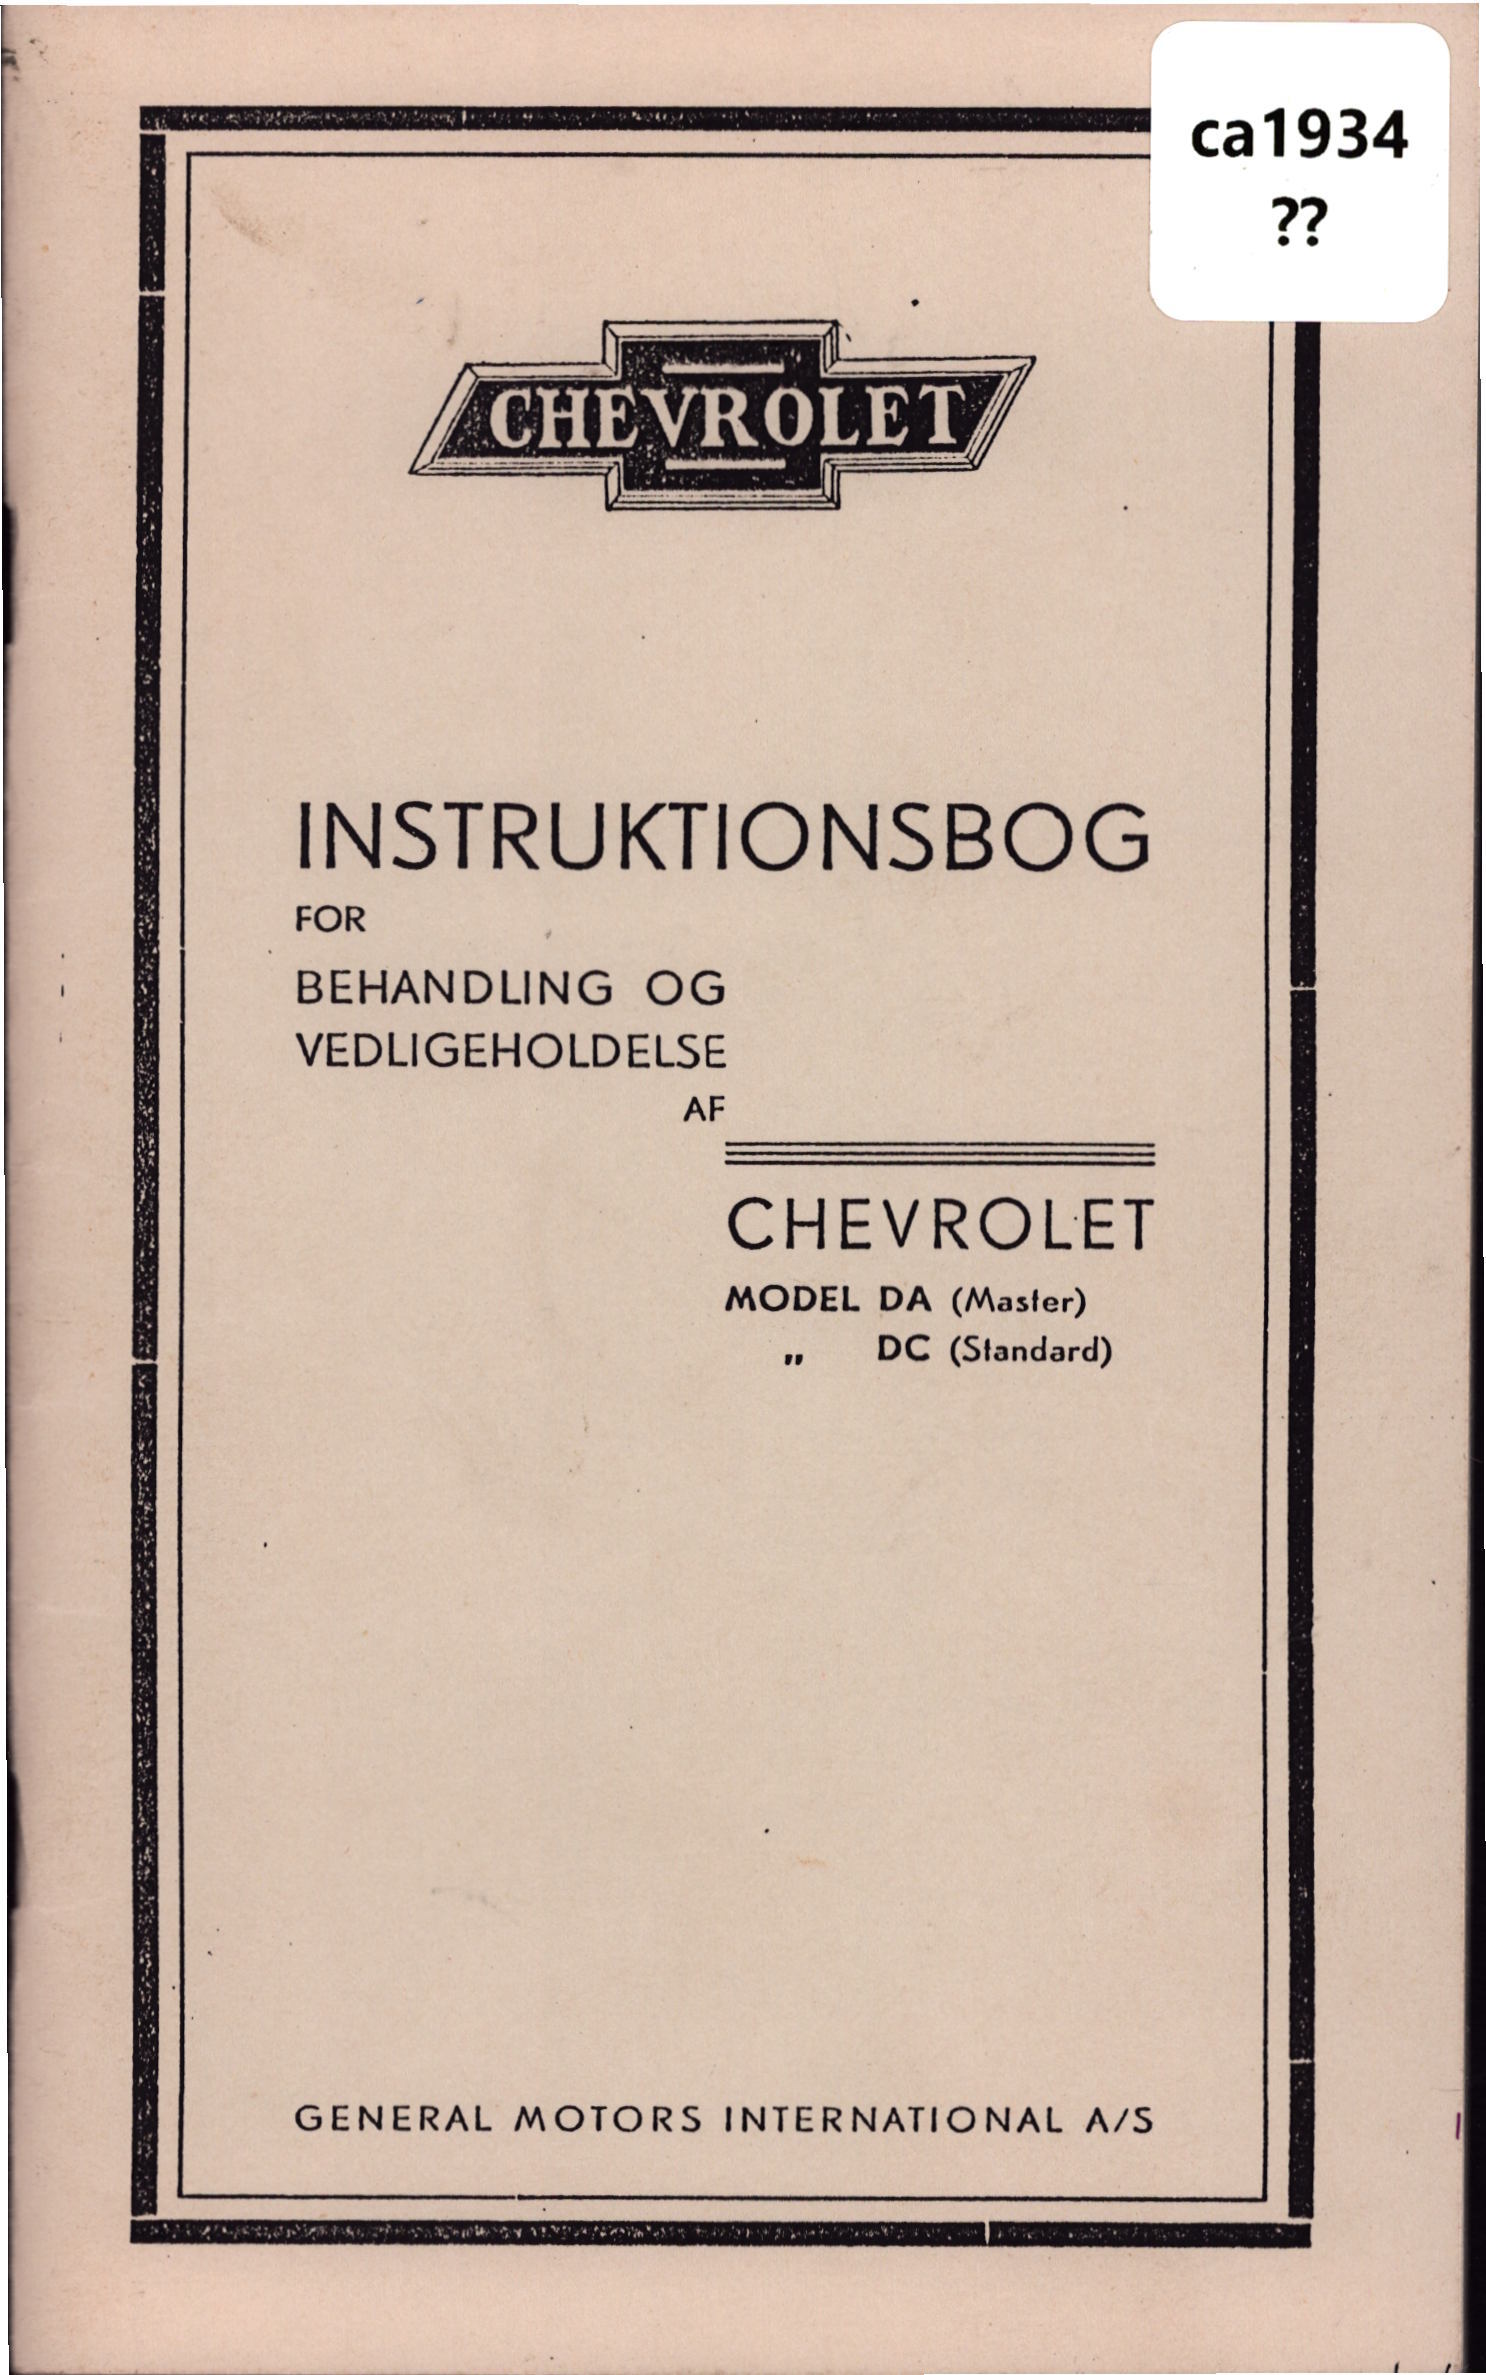 ca1934
??
CHEVROLET
INSTRUKTIONSBOG
FOR
BEHANDLING OG
VEDLIGEHOLDELSE
AF
CHEVROLET
MODEL DA (Master)
„ DC (Standard)
GENERAL MOTORS INTERNATIONAL A/S